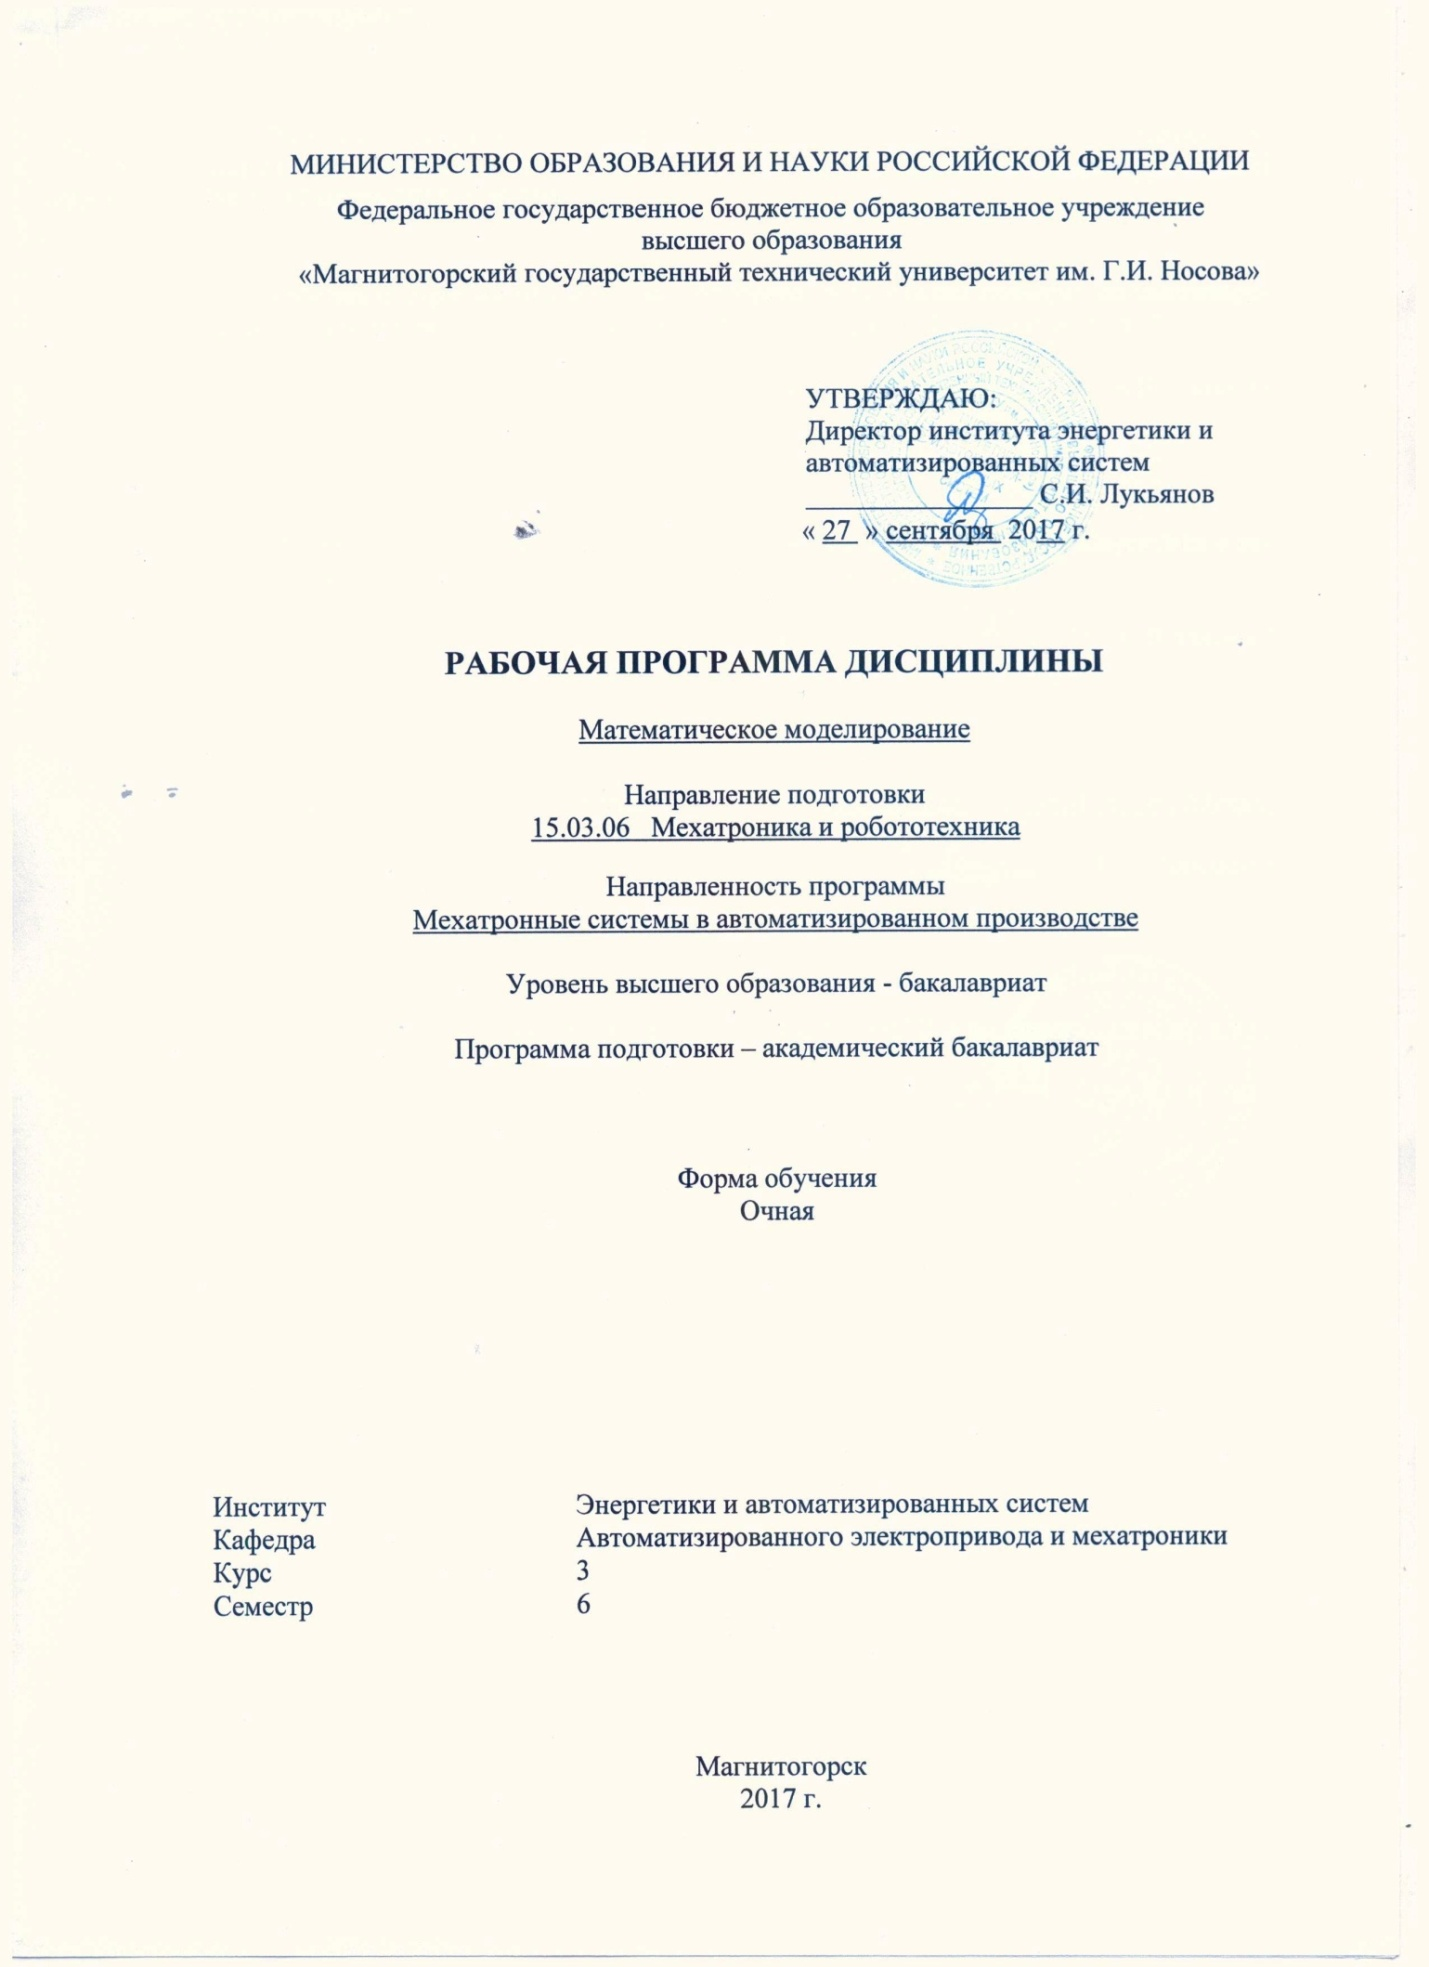 МИНИСТЕРСТВО ОБРАЗОВАНИЯ И НАУКИ РОССИЙСКОЙ ФЕДЕРАЦИИ
Федеральное государственное бюджетное образовательное учреждение
высшего образования
«Магнитогорский государственный технический университет им. Г.И. Носова»
УТВЕРЖДАЮ:
Директор института энергетики и
автоматизированных систем
С.И. Лукьянов
« 27 » сентября 2017 г.
РАБОЧАЯ ПРОГРАММА ДИСЦИПЛИНЫ
Математическое моделирование
Направление подготовки
15.03.06 Мехатроника и робототехника
Направленность программы
Мехатронные системы в автоматизированном производстве
Уровень высшего образования - бакалавриат
Программа подготовки – академический бакалавриат
Форма обучения
Очная
Институт Энергетики и автоматизированных систем
Кафедра Автоматизированного электропривода и мехатроники
Курс 3
Семестр 6
Магнитогорск
2017 г.